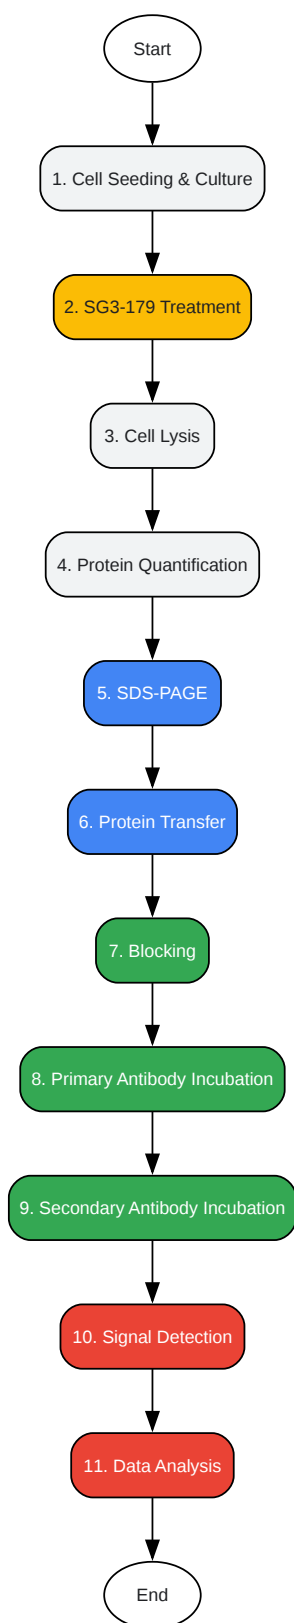 Start
1. Cell Seeding & Culture
2. SG3-179 Treatment
3. Cell Lysis
4. Protein Quantification
5. SDS-PAGE
6. Protein Transfer
7. Blocking
8. Primary Antibody Incubation
9. Secondary Antibody Incubation
10. Signal Detection
11. Data Analysis
End